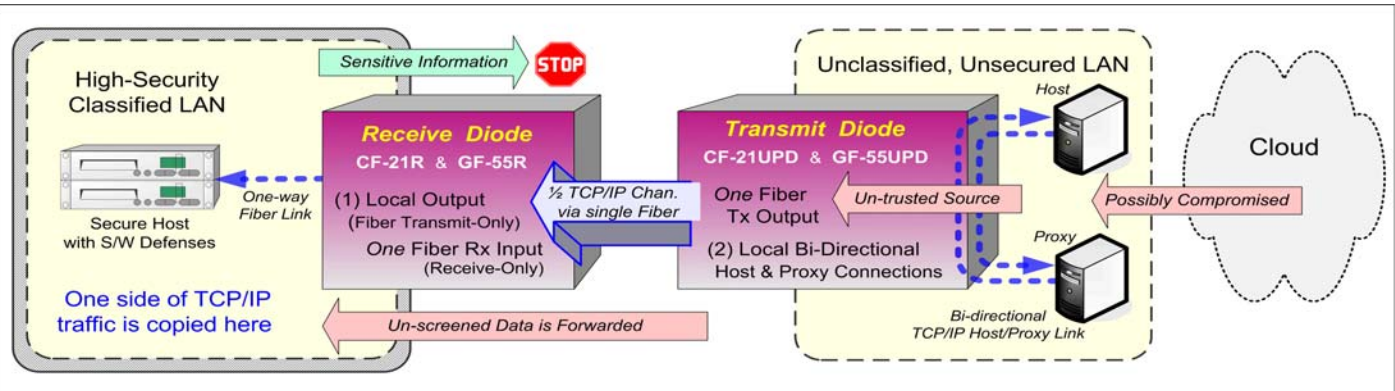 High-Security
Classified LAN
Secure Host
with S/W Defenses
One side of TCP/IP
traffic is copied here
One-way
Fiber Link
Sensitive Information
STOP
Receive Diode
CF-21R & GF-55R
(1) Local Output
(Fiber Transmit-Only)
One Fiber Rx Input
(Receive-Only)
½ TCP/IP Chan.
via single Fiber
Un-screened Data is Forwarded
Transmit Diode
CF-21UPD & GF-55UPD
One Fiber
Tx Output
(2) Local Bi-Directional
Host & Proxy Connections
Un-trusted Source
Unclassified, Unsecured LAN
Host
Proxy
Bi-directional
TCP/IP Host/Proxy Link
Possibly Compromised
Cloud